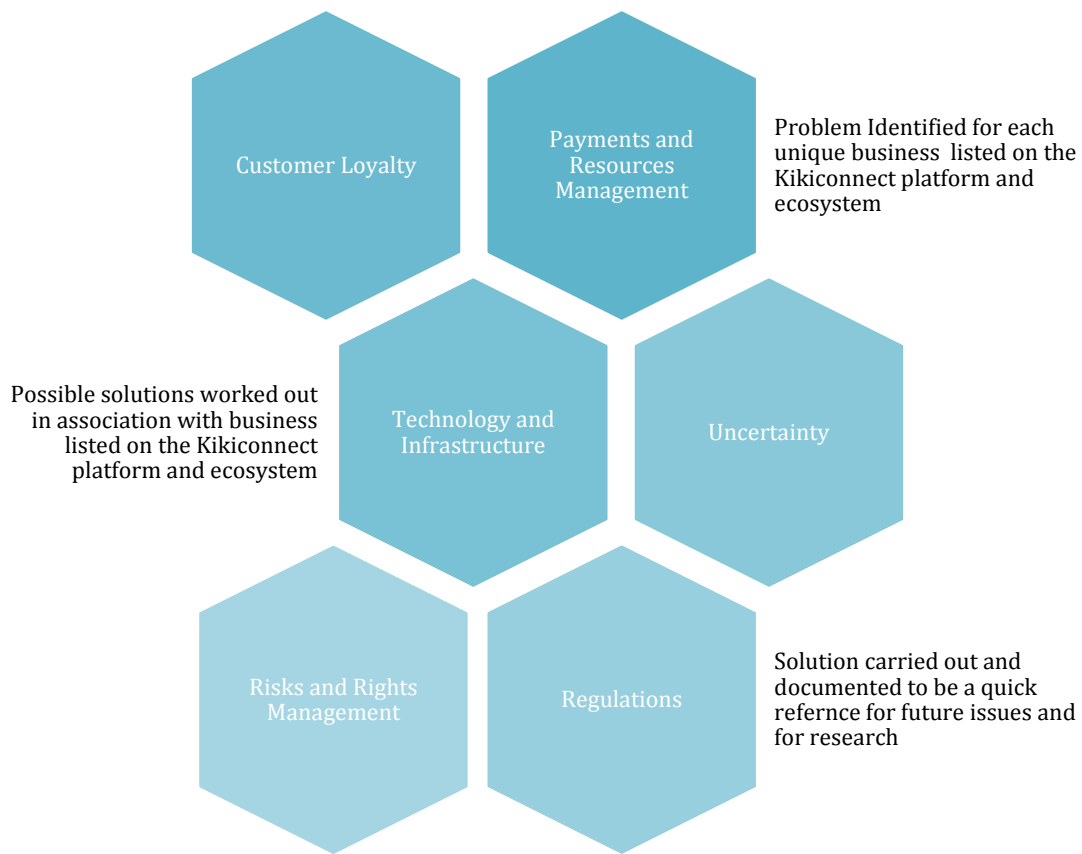 Customer Loyalty
Payments and
Resources
Management
Problem Identified for each
unique business listed on the
Kikiconnect platform and
ecosystem
Possible solutions worked out
in association with business
listed on the Kikiconnect
platform and ecosystem
Technology and
Infrastructure
Uncertainty
Risks and Rights
Management
Regulations
Solution carried out and
documented to be a quick
refernce for future issues and
for research